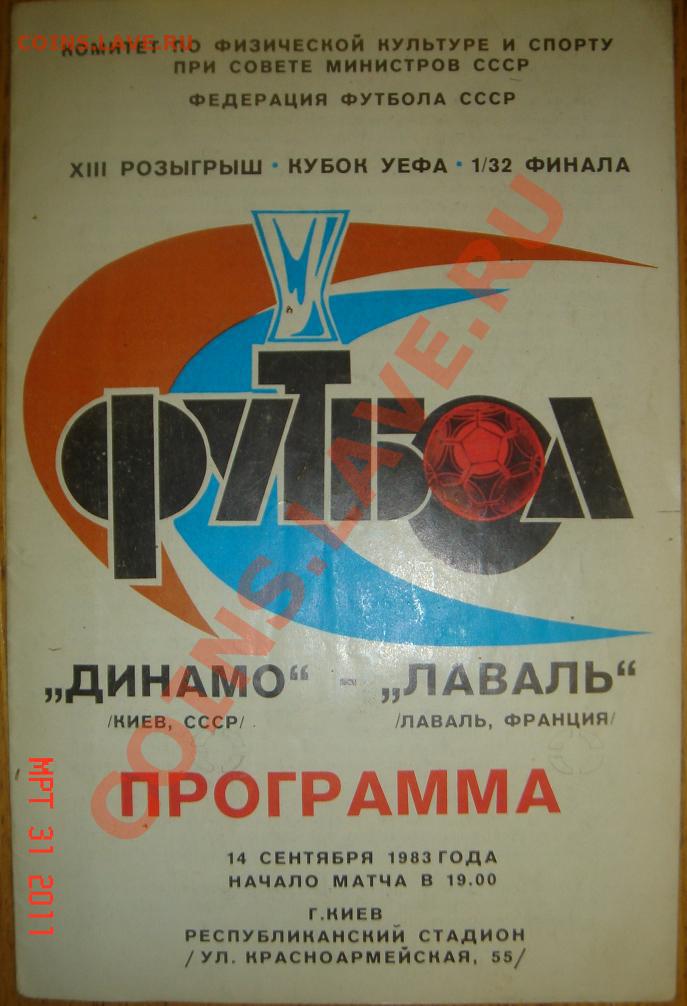 COINS.LAVE.RU
КОМИТЕТ ПО ФИЗИЧЕСКОЙ КУЛЬТУРЕ И СПОРТУ
ПРИ СОВЕТЕ МИНИСТРОВ СССР
ФЕДЕРАЦИЯ ФУТБОЛА СССР
XIII РОЗЫГРЫШ • КУБОК УЕФА • 1/32 ФИНАЛА
ФУТБОЛ
COINS.LAVE.RU
„ДИНАМО“ - „ЛАВАЛЬ“
/КИЕВ, СССР/ /ЛАВАЛЬ, ФРАНЦИЯ/
ПРОГРАММА
14 СЕНТЯБРЯ 1983 ГОДА
НАЧАЛО МАТЧА В 19.00
Г. КИЕВ
РЕСПУБЛИКАНСКИЙ СТАДИОН
/УЛ. КРАСНОАРМЕЙСКАЯ, 55/
МРТ 31 2011